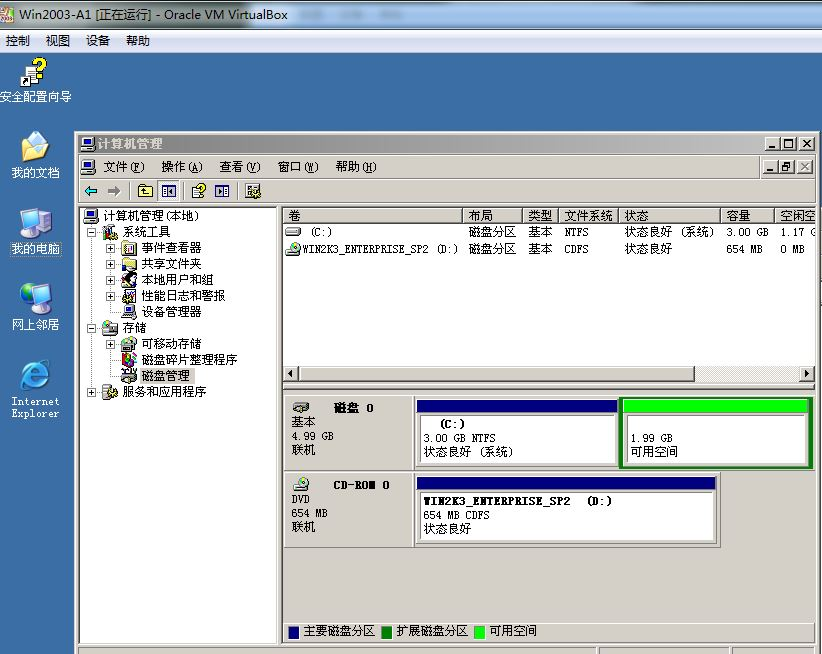 Win2003-A1 [正在运行] - Oracle VM VirtualBox
控制 视图 设备 帮助
安全配置向导
我的文档
我的电脑
网上邻居
Internet
Explorer
计算机管理
文件(F) 操作(A) 查看(V) 窗口(W) 帮助(H)
计算机管理(本地)
系统工具
事件查看器
共享文件夹
本地用户和组
性能日志和警报
设备管理器
存储
可移动存储
磁盘碎片整理程序
磁盘管理
服务和应用程序
卷 布局 类型 文件系统 状态 容量 空闲空
(C:) 磁盘分区 基本 NTFS 状态良好 (系统) 3.00 GB 1.17 G
WIN2K3_ENTERPRISE_SP2 (D:) 磁盘分区 基本 CDFS 状态良好 654 MB 0 MB
磁盘 0
基本
4.99 GB
联机
(C:)
3.00 GB NTFS
状态良好 (系统)
1.99 GB
可用空间
CD-ROM 0
DVD
654 MB
联机
WIN2K3_ENTERPRISE_SP2 (D:)
654 MB CDFS
状态良好
主要磁盘分区 扩展磁盘分区 可用空间